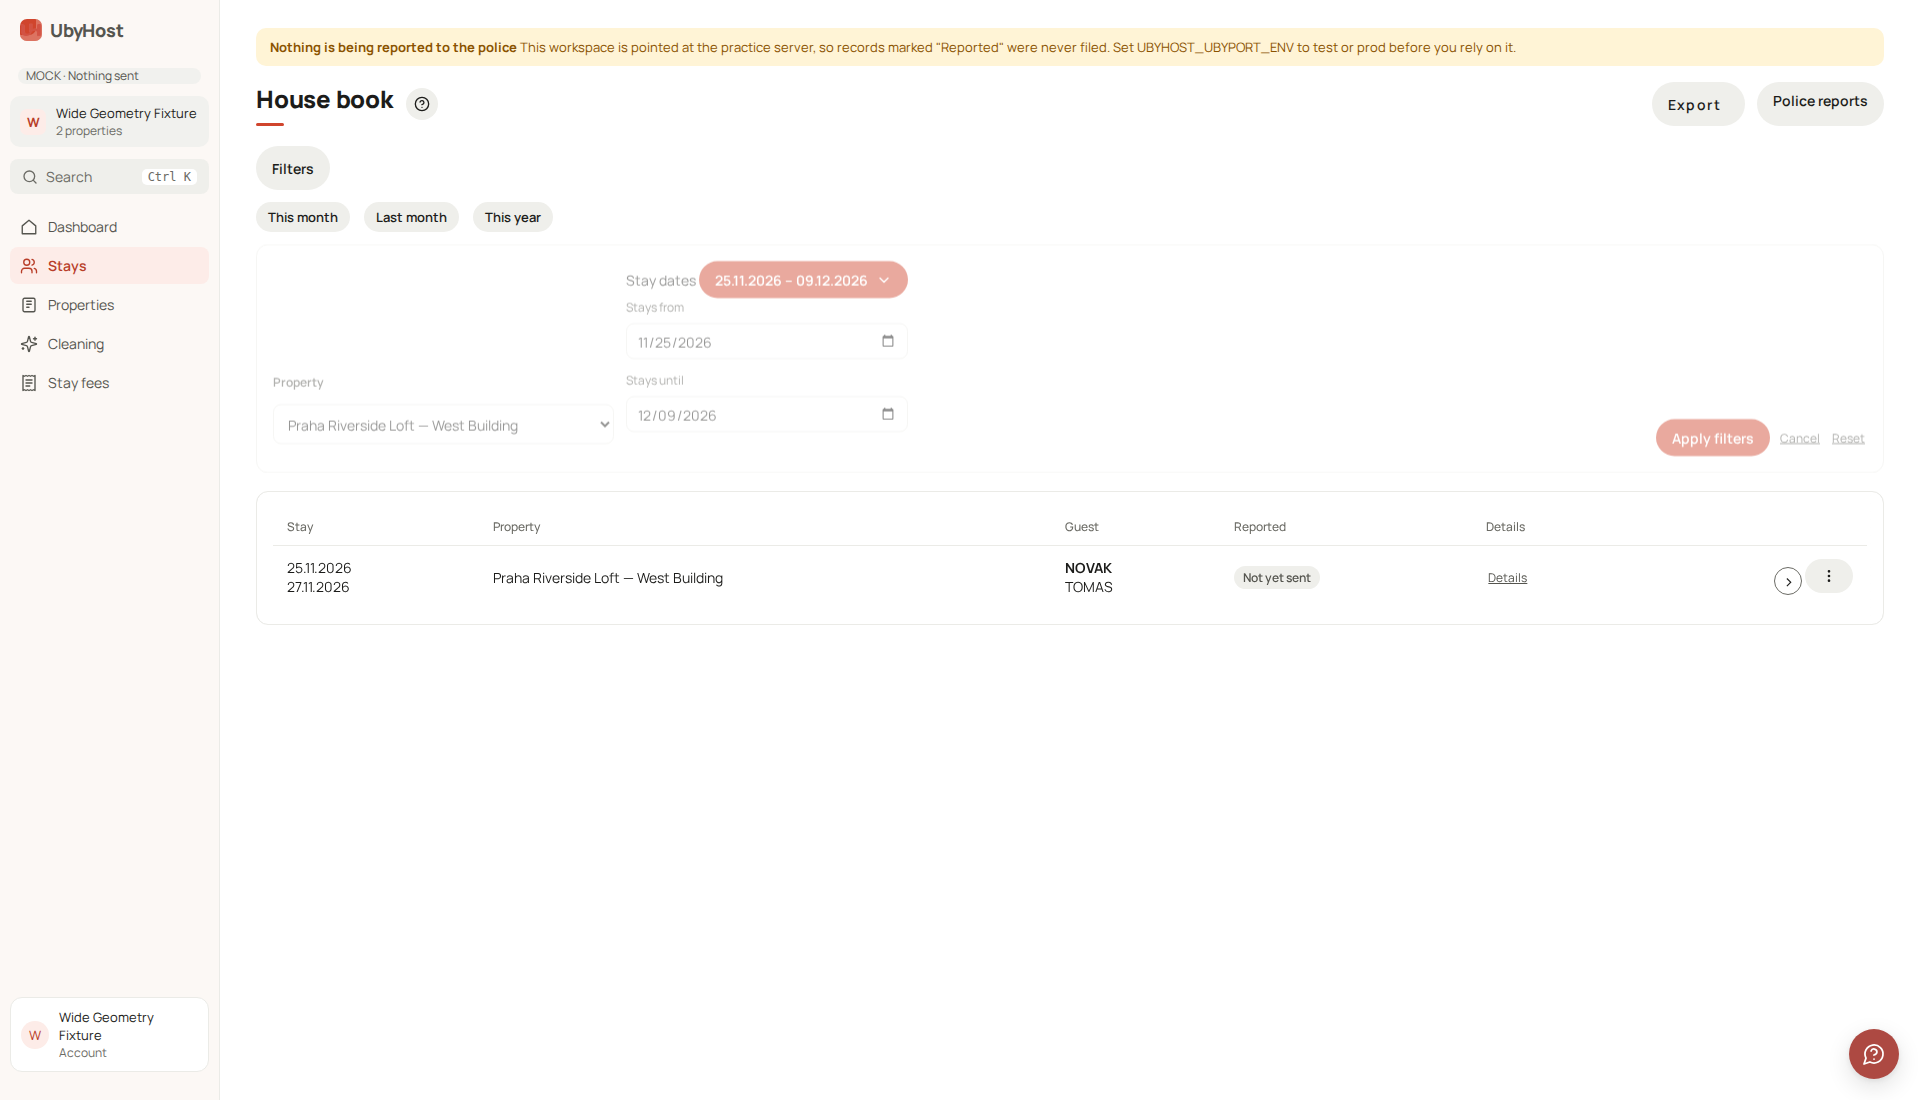 UbyHost
MOCK · Nothing sent
W
Wide Geometry Fixture
2 properties
Search
Ctrl K
Dashboard
Stays
Properties
Cleaning
Stay fees
W
Wide Geometry
Fixture
Account
Nothing is being reported to the police This workspace is pointed at the practice server, so records marked "Reported" were never filed. Set UBYHOST_UBYPORT_ENV to test or prod before you rely on it.
House book
Export
Police reports
Filters
This month
Last month
This year
Stay dates
25.11.2026 – 09.12.2026
Stays from
11/25/2026
Stays until
12/09/2026
Property
Praha Riverside Loft — West Building
Apply filters
Cancel
Reset
Stay
Property
Guest
Reported
Details
25.11.2026
27.11.2026
Praha Riverside Loft — West Building
NOVAK
TOMAS
Not yet sent
Details